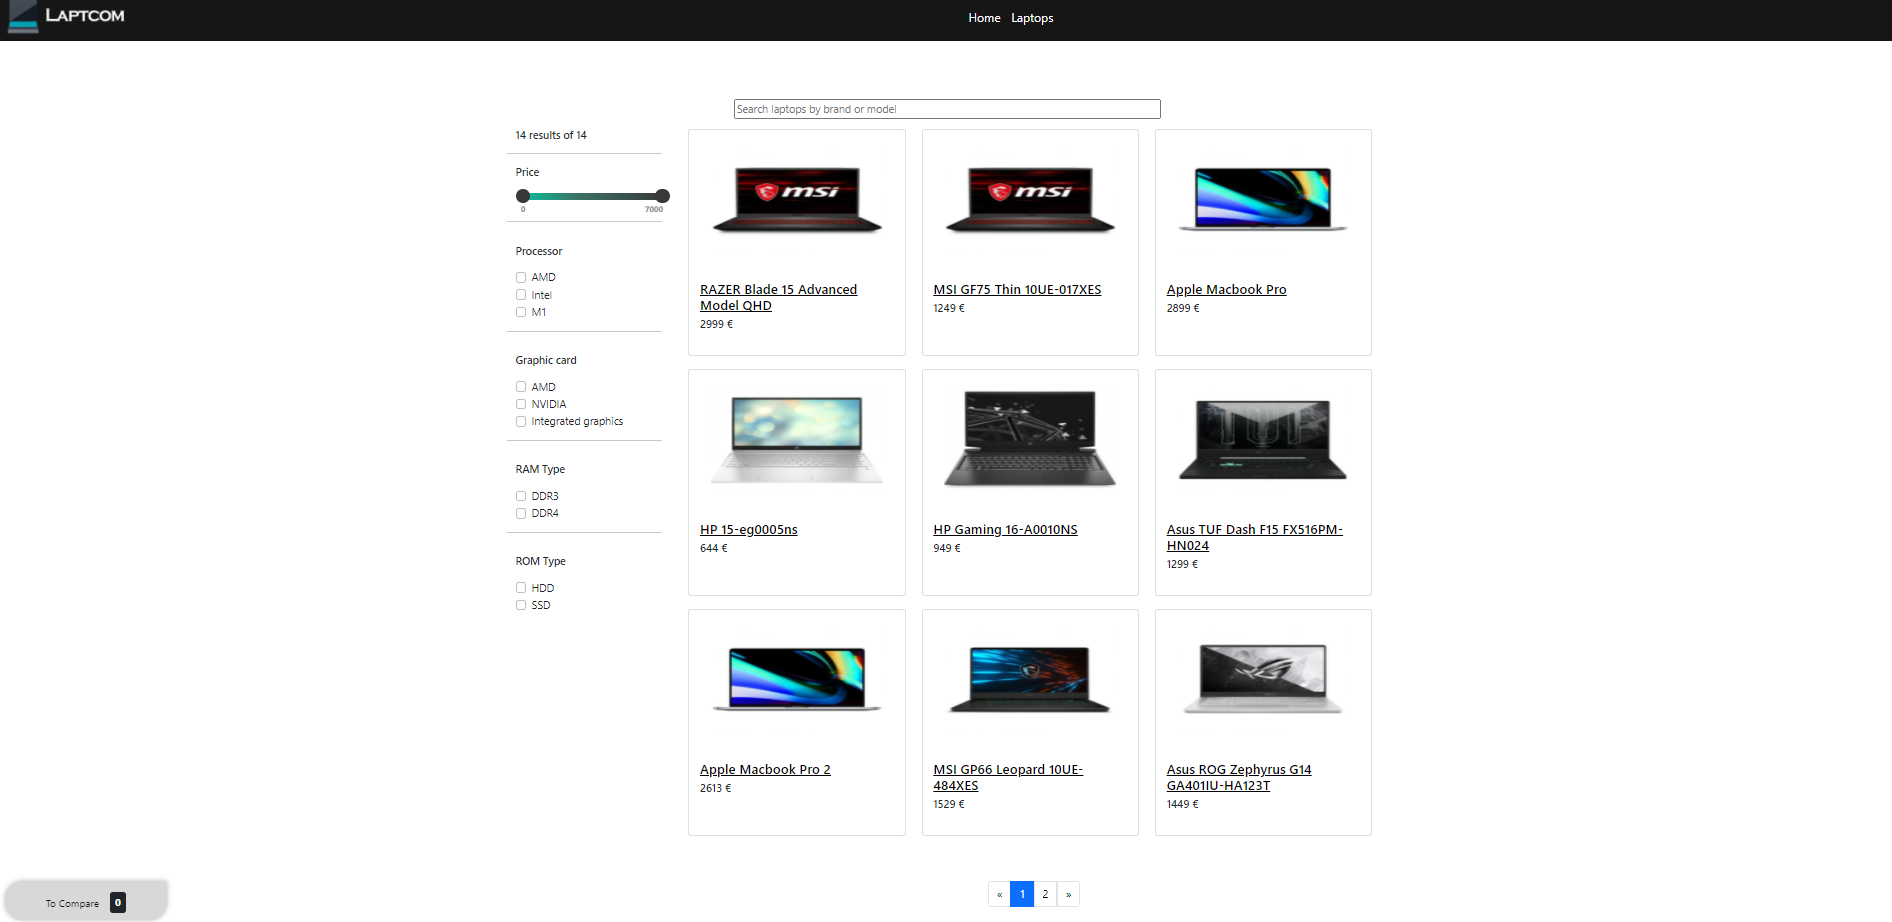 LAPTCOM
Home Laptops
Search laptops by brand or model
14 results of 14
Price
0 7000
Processor
AMD
Intel
M1
Graphic card
AMD
NVIDIA
Integrated graphics
RAM Type
DDR3
DDR4
ROM Type
HDD
SSD
msi
RAZER Blade 15 Advanced
Model QHD
2999 €
msi
MSI GF75 Thin 10UE-017XES
1249 €
Apple Macbook Pro
2899 €
HP 15-eg0005ns
644 €
HP Gaming 16-A0010NS
949 €
TUF
Asus TUF Dash F15 FX516PM-
HN024
1299 €
Apple Macbook Pro 2
2613 €
MSI GP66 Leopard 10UE-
484XES
1529 €
Asus ROG Zephyrus G14
GA401IU-HA123T
1449 €
« 1 2 »
To Compare 0